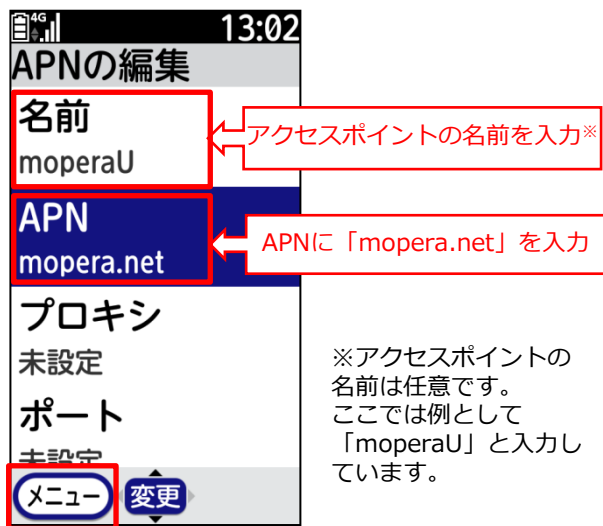 4G 13:02
APNの編集
名前
moperaU
アクセスポイントの名前を入力※
APN
mopera.net
APNに「mopera.net」を入力
プロキシ
未設定
ポート
未設定
メニュー 変更
※アクセスポイントの
名前は任意です。
ここでは例として
「moperaU」と入力し
ています。